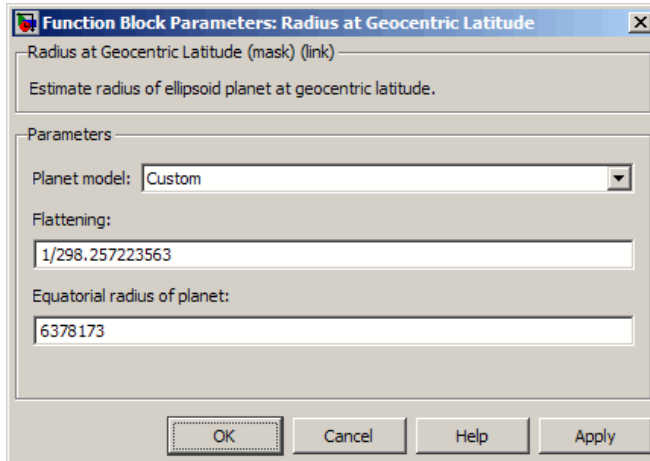 Function Block Parameters: Radius at Geocentric Latitude
Radius at Geocentric Latitude (mask) (link)
Estimate radius of ellipsoid planet at geocentric latitude.
Parameters
Planet model: Custom
Flattening:
1/298.257223563
Equatorial radius of planet:
6378173
OK Cancel Help Apply